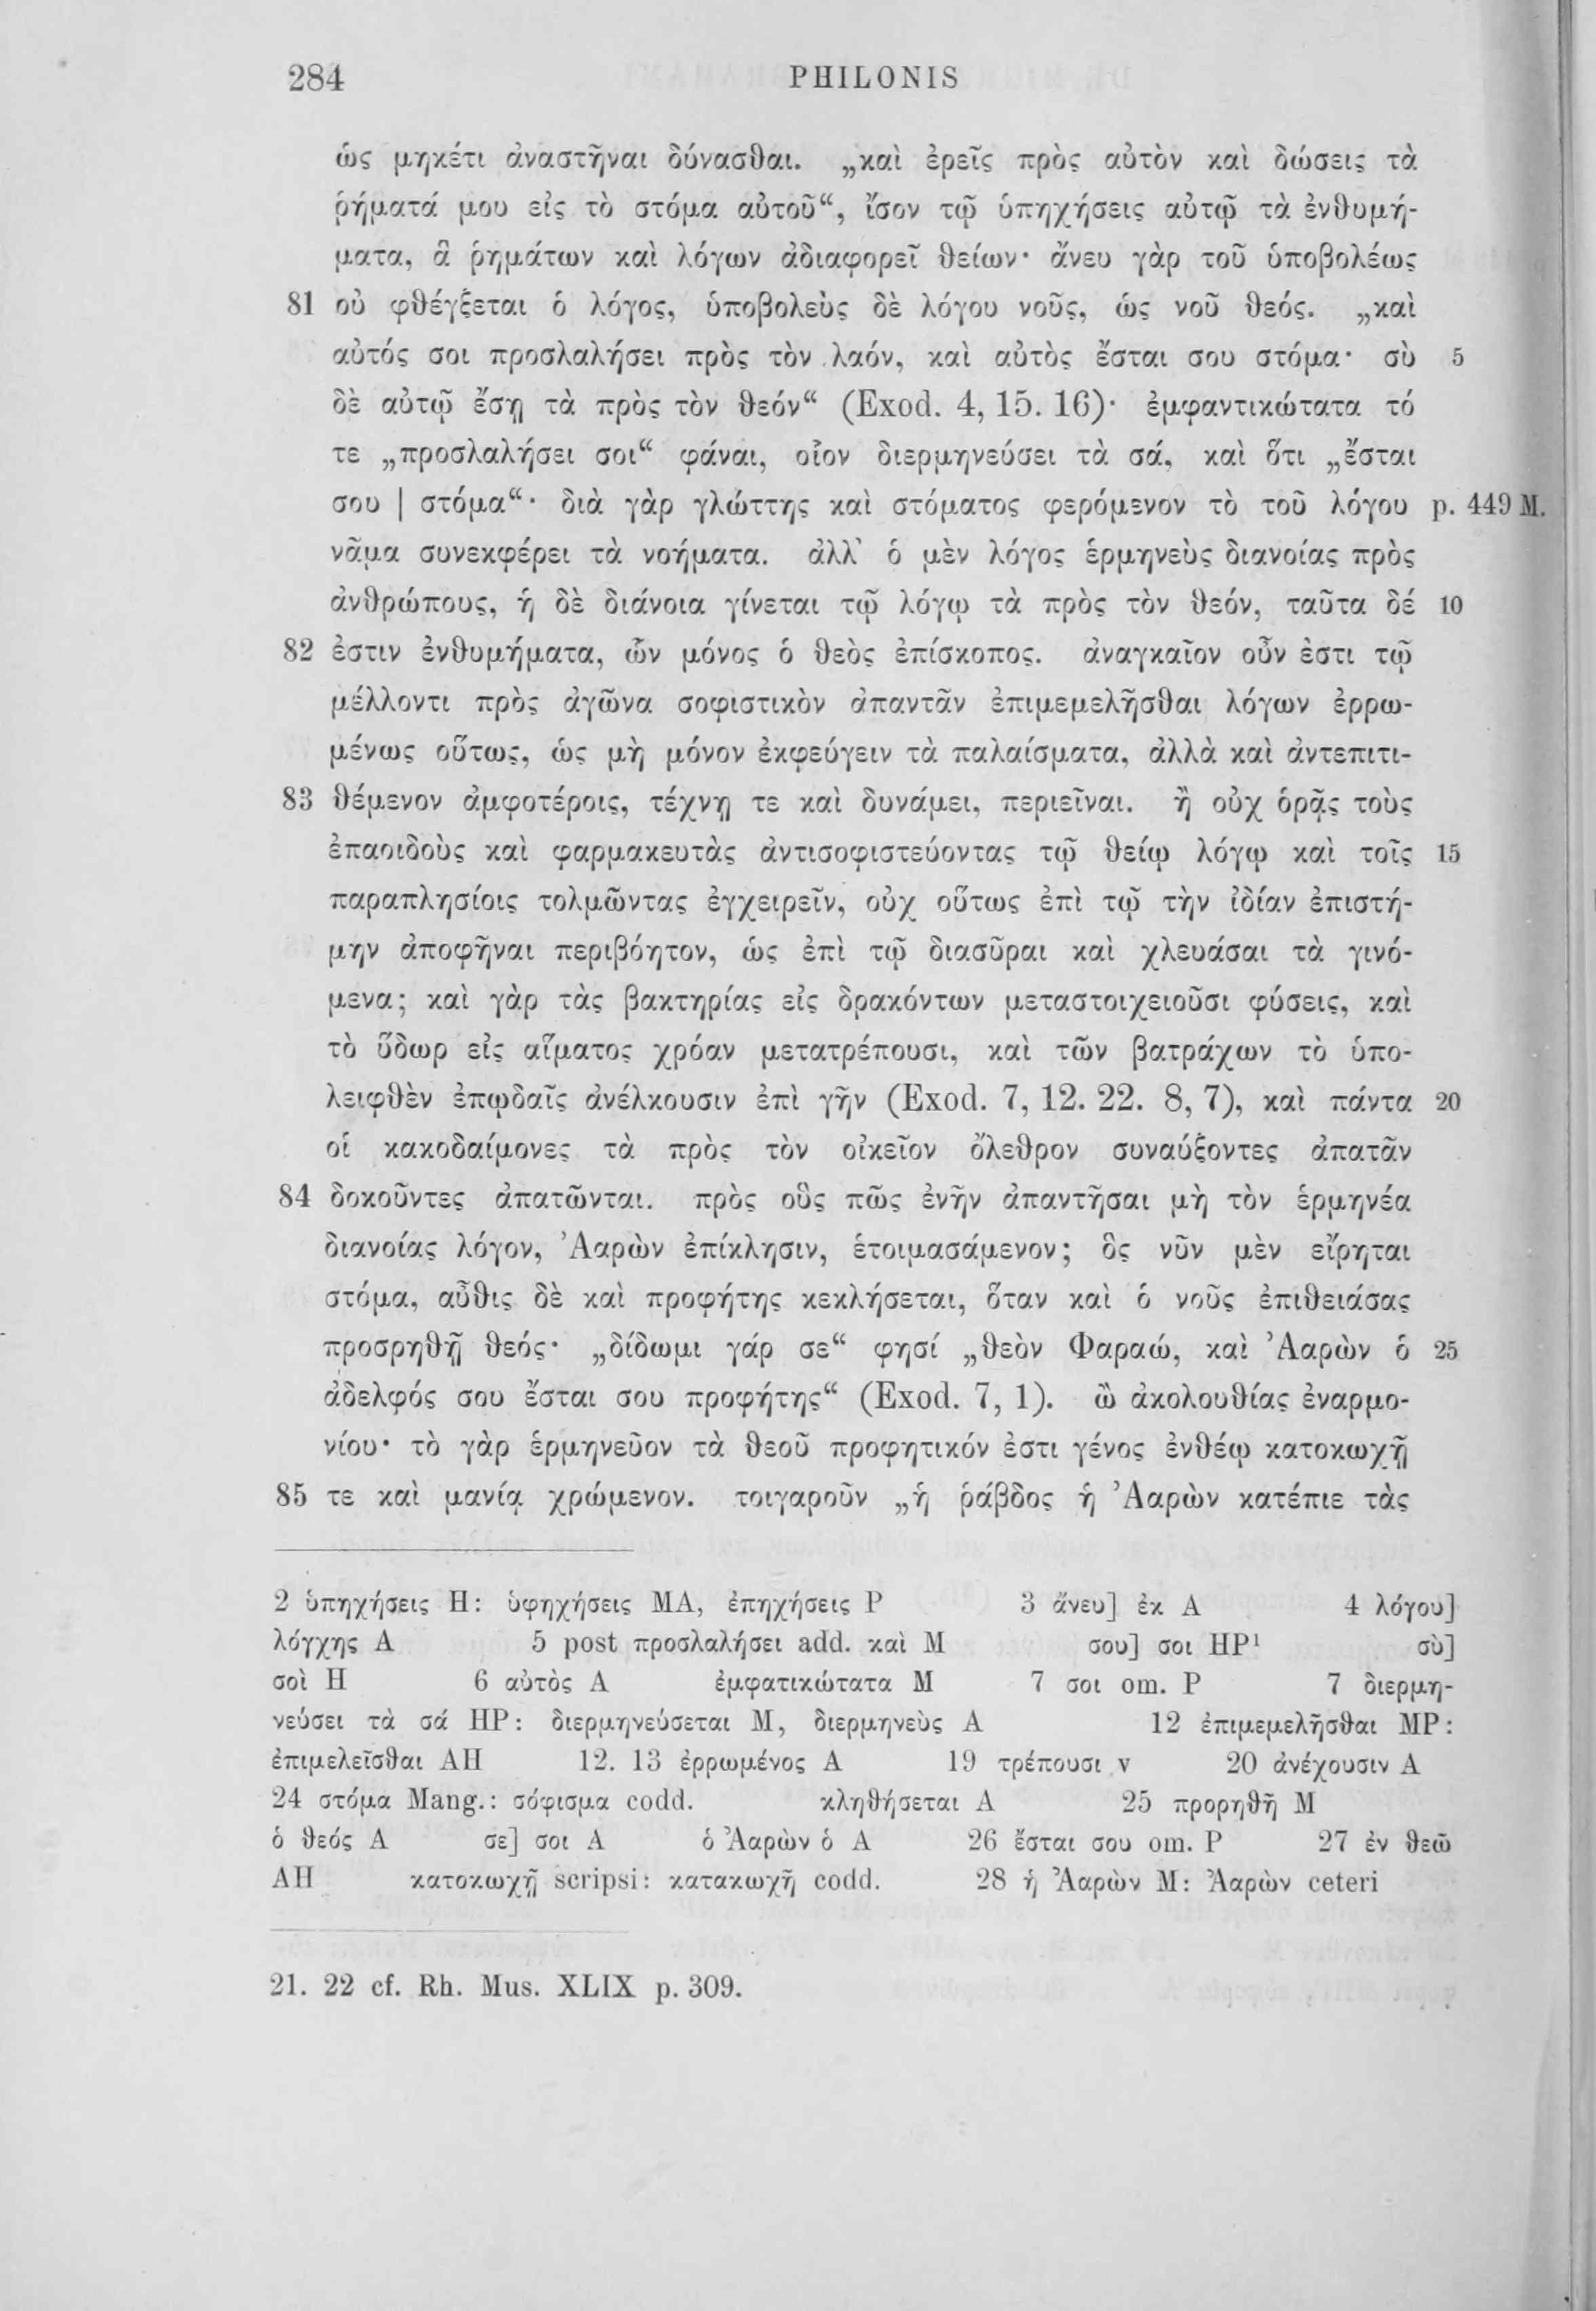 284 PHILONIS
ὡς μηκέτι ἀναστῆναι δύνασθαι. „καὶ ἐρεῖς πρὸς αὐτὸν καὶ δώσεις τὰ
ῥήματά μου εἰς τὸ στόμα αὐτοῦ“, ἴσον τῷ ὑπηχήσεις αὐτῷ τὰ ἐνθυμή-
ματα, ἃ ῥημάτων καὶ λόγων ἀδιαφορεῖ θείων· ἄνευ γὰρ τοῦ ὑποβολέως
81 οὐ φθέγξεται ὁ λόγος, ὑποβολεὺς δὲ λόγου νοῦς, ὡς νοῦ θεός. „καὶ
αὐτός σοι προσλαλήσει πρὸς τὸν λαόν, καὶ αὐτὸς ἔσται σου στόμα· σὺ 5
δὲ αὐτῷ ἔσῃ τὰ πρὸς τὸν θεόν“ (Exod. 4, 15. 16)· ἐμφαντικώτατα τό
τε „προσλαλήσει σοι“ φάναι, οἷον διερμηνεύσει τὰ σά, καὶ ὅτι „ἔσται
σου | στόμα“· διὰ γὰρ γλώττης καὶ στόματος φερόμενον τὸ τοῦ λόγου p. 449 M.
νᾶμα συνεκφέρει τὰ νοήματα. ἀλλ᾽ ὁ μὲν λόγος ἑρμηνεὺς διανοίας πρὸς
ἀνθρώπους, ἡ δὲ διάνοια γίνεται τῷ λόγῳ τὰ πρὸς τὸν θεόν, ταῦτα δέ 10
82 ἐστιν ἐνθυμήματα, ὧν μόνος ὁ θεὸς ἐπίσκοπος. ἀναγκαῖον οὖν ἐστι τῷ
μέλλοντι πρὸς ἀγῶνα σοφιστικὸν ἀπαντᾶν ἐπιμεμελῆσθαι λόγων ἐρρω-
μένως οὕτως, ὡς μὴ μόνον ἐκφεύγειν τὰ παλαίσματα, ἀλλὰ καὶ ἀντεπιτι-
83 θέμενον ἀμφοτέροις, τέχνῃ τε καὶ δυνάμει, περιεῖναι. ἢ οὐχ ὁρᾷς τοὺς
ἐπαοιδοὺς καὶ φαρμακευτὰς ἀντισοφιστεύοντας τῷ θείῳ λόγῳ καὶ τοῖς 15
παραπλησίοις τολμῶντας ἐγχειρεῖν, οὐχ οὕτως ἐπὶ τῷ τὴν ἰδίαν ἐπιστή-
μην ἀποφῆναι περιβόητον, ὡς ἐπὶ τῷ διασῦραι καὶ χλευάσαι τὰ γινό-
μενα; καὶ γὰρ τὰς βακτηρίας εἰς δρακόντων μεταστοιχειοῦσι φύσεις, καὶ
τὸ ὕδωρ εἰς αἵματος χρόαν μετατρέπουσι, καὶ τῶν βατράχων τὸ ὑπο-
λειφθὲν ἐπῳδαῖς ἀνέλκουσιν ἐπὶ γῆν (Exod. 7, 12. 22. 8, 7), καὶ πάντα 20
οἱ κακοδαίμονες τὰ πρὸς τὸν οἰκεῖον ὄλεθρον συναύξοντες ἀπατᾶν
84 δοκοῦντες ἀπατῶνται. πρὸς οὓς πῶς ἐνῆν ἀπαντῆσαι μὴ τὸν ἑρμηνέα
διανοίας λόγον, Ἀαρὼν ἐπίκλησιν, ἑτοιμασάμενον; ὃς νῦν μὲν εἴρηται
στόμα, αὖθις δὲ καὶ προφήτης κεκλήσεται, ὅταν καὶ ὁ νοῦς ἐπιθειάσας
προσρηθῇ θεός· „δίδωμι γάρ σε“ φησί „θεὸν Φαραώ, καὶ Ἀαρὼν ὁ 25
ἀδελφός σου ἔσται σου προφήτης“ (Exod. 7, 1). ὢ ἀκολουθίας ἐναρμο-
νίου· τὸ γὰρ ἑρμηνεῦον τὰ θεοῦ προφητικόν ἐστι γένος ἐνθέῳ κατοκωχῇ
85 τε καὶ μανίᾳ χρώμενον. τοιγαροῦν „ἡ ῥάβδος ἡ Ἀαρὼν κατέπιε τὰς
2 ὑπηχήσεις H: ὑφηχήσεις MA, ἐπηχήσεις P 3 ἄνευ] ἐκ A 4 λόγου]
λόγχης A 5 post προσλαλήσει add. καὶ M σου] σοι HP¹ σὺ]
σοὶ H 6 αὐτὸς A ἐμφατικώτατα M 7 σοι om. P 7 διερμη-
νεύσει τὰ σά HP: διερμηνεύσεται M, διερμηνεὺς A 12 ἐπιμεμελῆσθαι MP:
ἐπιμελεῖσθαι AH 12. 13 ἐρρωμένος A 19 τρέπουσι v 20 ἀνέχουσιν A
24 στόμα Mang.: σόφισμα codd. κληθήσεται A 25 προρηθῇ M
ὁ θεός A σε] σοι A ὁ Ἀαρὼν ὁ A 26 ἔσται σου om. P 27 ἐν θεῶ
AH κατοκωχῇ scripsi: κατακωχῇ codd. 28 ἡ Ἀαρὼν M: Ἀαρὼν ceteri
21. 22 cf. Rh. Mus. XLIX p. 309.